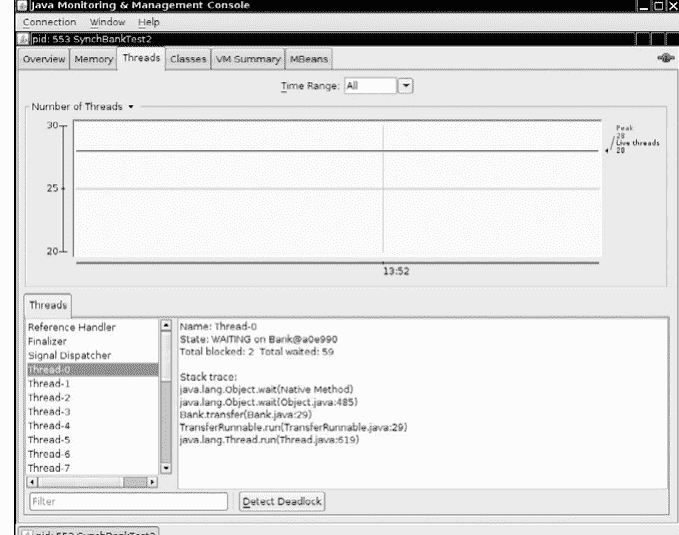 Java Monitoring & Management Console
Connection Window Help
pid: 553 SynchBankTest2
Overview Memory Threads Classes VM Summary MBeans
Time Range: All
Number of Threads
30
25
20
Peak
28
Live threads
28
13:52
Threads
Reference Handler
Finalizer
Signal Dispatcher
Thread-0
Thread-1
Thread-2
Thread-3
Thread-4
Thread-5
Thread-6
Thread-7
Name: Thread-0
State: WAITING on Bank@a0e990
Total blocked: 2 Total waited: 59
Stack trace:
java.lang.Object.wait(Native Method)
java.lang.Object.wait(Object.java:485)
Bank.transfer(Bank.java:29)
TransferRunnable.run(TransferRunnable.java:29)
java.lang.Thread.run(Thread.java:619)
Filter
Detect Deadlock
pid: 553 SynchBankTest2